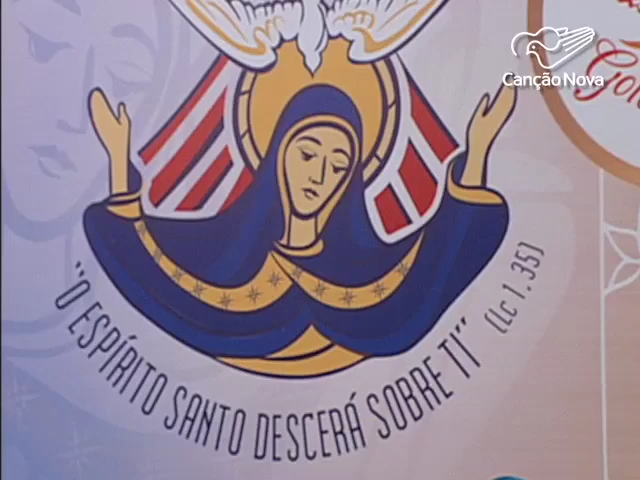 Canção Nova
"O ESPÍRITO SANTO DESCERÁ SOBRE TI"
(Lc 1, 35)